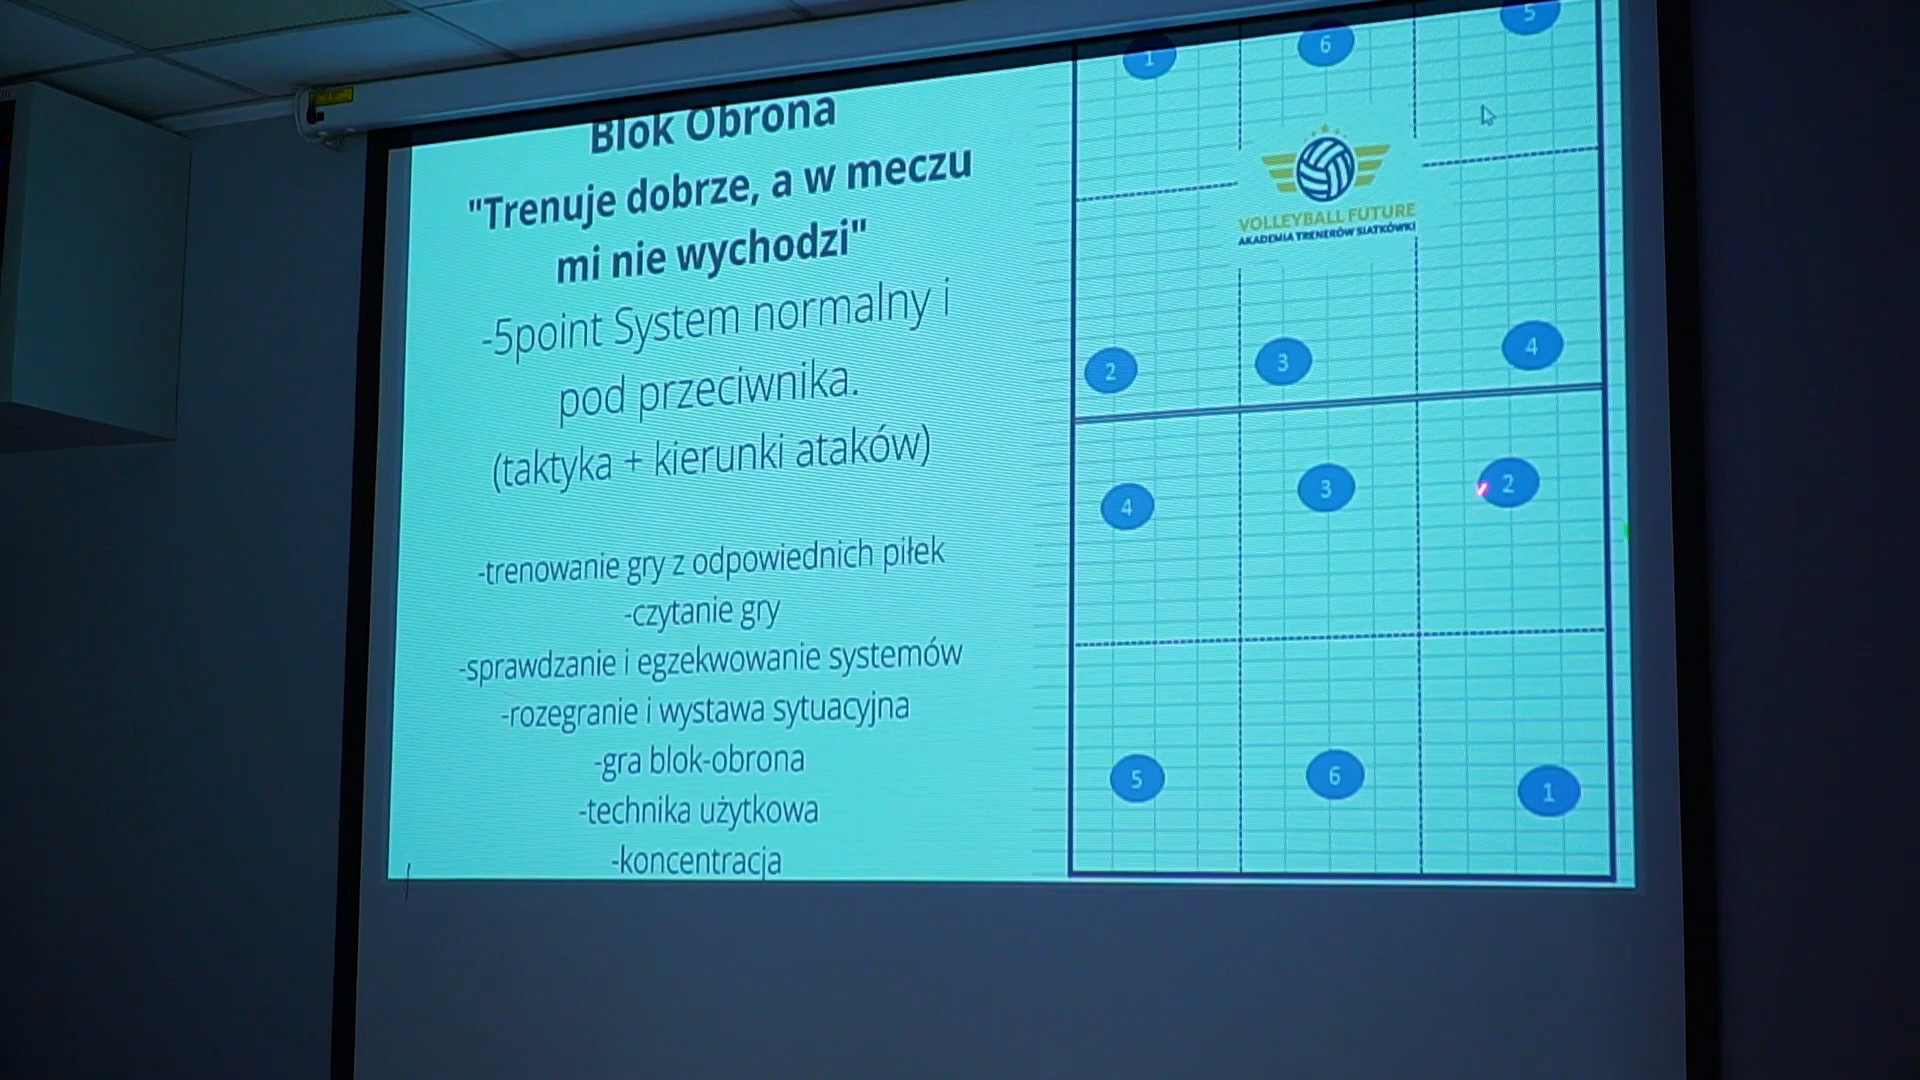 Blok Obrona
"Trenuje dobrze, a w meczu
mi nie wychodzi"
-5point System normalny i
pod przeciwnika.
(taktyka + kierunki ataków)
-trenowanie gry z odpowiednich piłek
-czytanie gry
-sprawdzanie i egzekwowanie systemów
-rozegranie i wystawa sytuacyjna
-gra blok-obrona
-technika użytkowa
-koncentracja
1 6 5
VOLLEYBALL FUTURE
AKADEMIA TRENERÓW SIATKÓWKI
2 3 4
4 3 2
5 6 1